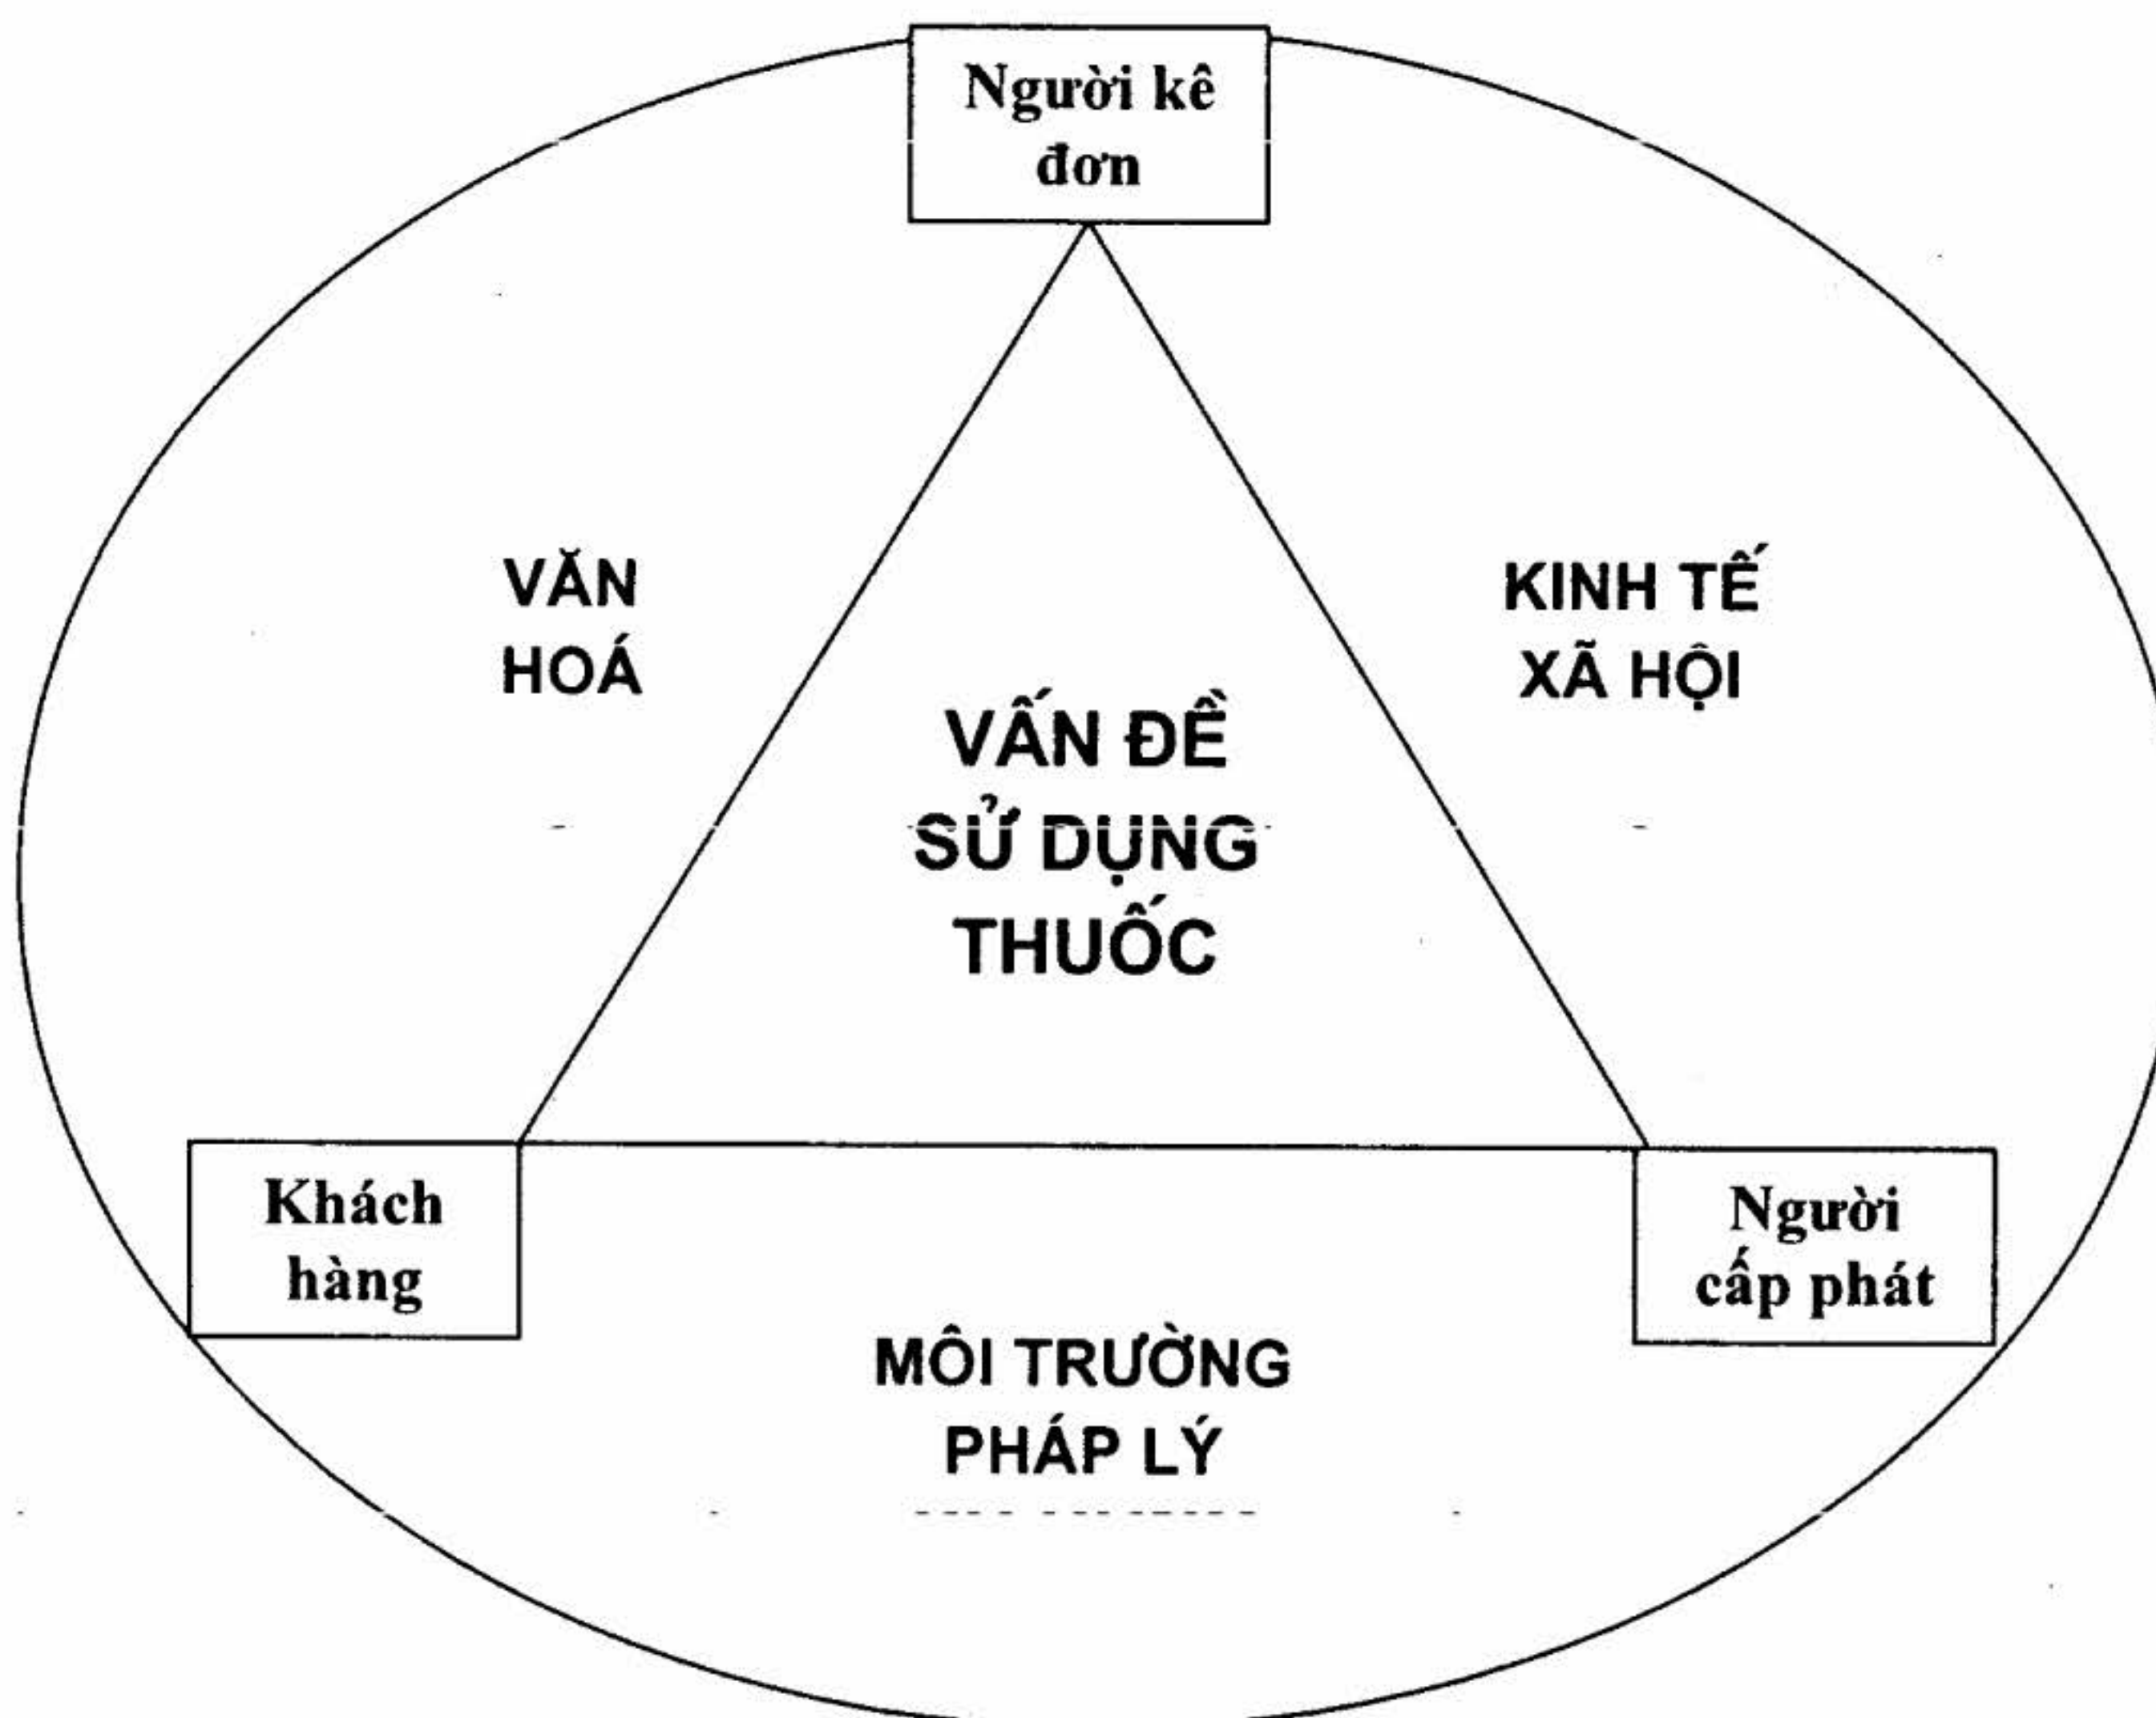 Người kê
đơn
VĂN
HOÁ
KINH TẾ
XÃ HỘI
VẤN ĐỀ
SỬ DỤNG
THUỐC
Khách
hàng
Người
cấp phát
MÔI TRƯỜNG
PHÁP LÝ